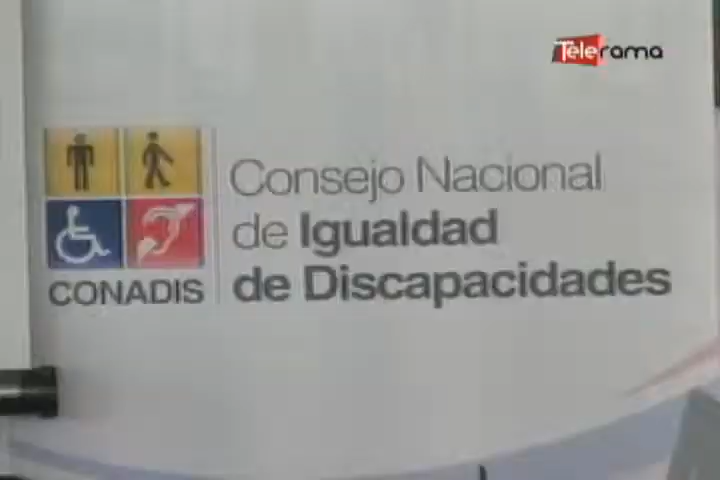 Telerama
Consejo Nacional
de Igualdad
de Discapacidades
CONADIS